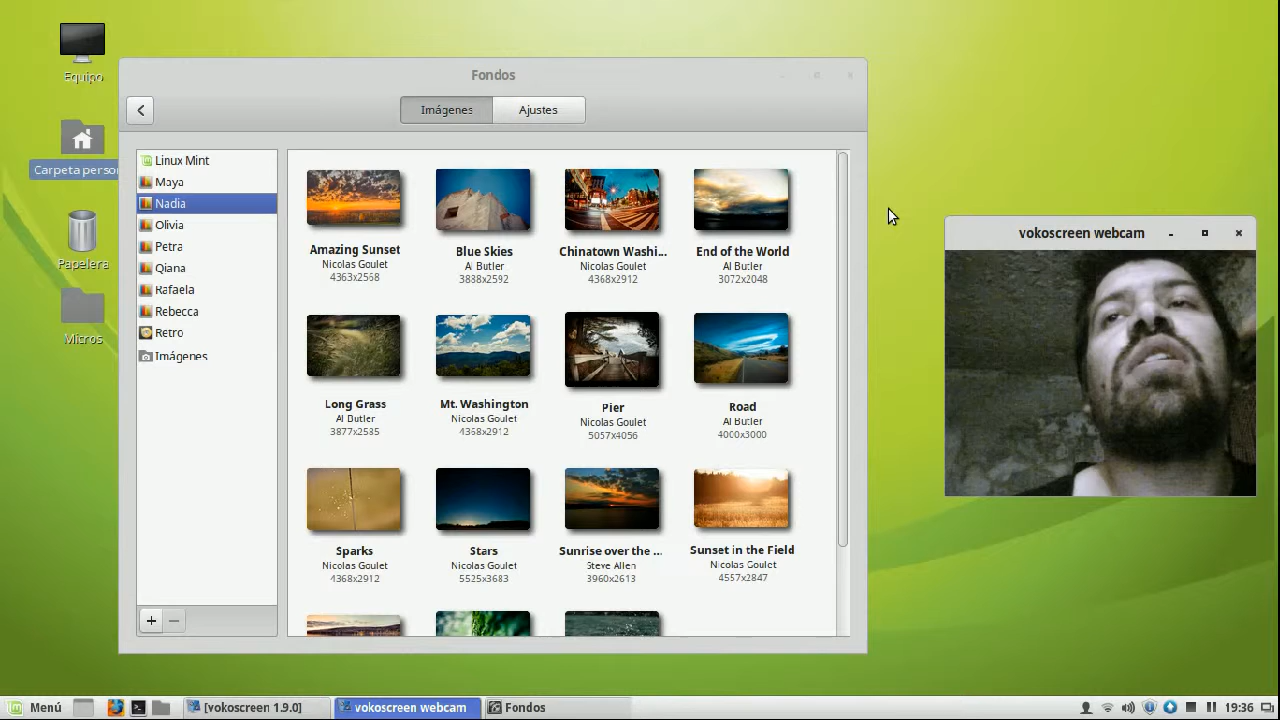 Equipo
Carpeta person
Papelera
Micros
Fondos
Imágenes
Ajustes
Linux Mint
Maya
Nadia
Olivia
Petra
Qiana
Rafaela
Rebecca
Retro
Imágenes
Amazing Sunset
Nicolas Goulet
4363x2568
Blue Skies
Al Butler
3888x2592
Chinatown Washi...
Nicolas Goulet
4368x2912
End of the World
Al Butler
3072x2048
Long Grass
Al Butler
3877x2585
Mt. Washington
Nicolas Goulet
4368x2912
Pier
Nicolas Goulet
5057x4056
Road
Al Butler
4000x3000
Sparks
Nicolas Goulet
4368x2912
Stars
Nicolas Goulet
5525x3683
Sunrise over the ...
Steve Allen
3960x2613
Sunset in the Field
Nicolas Goulet
4557x2847
vokoscreen webcam
Menú
[vokoscreen 1.9.0]
vokoscreen webcam
Fondos
19:36